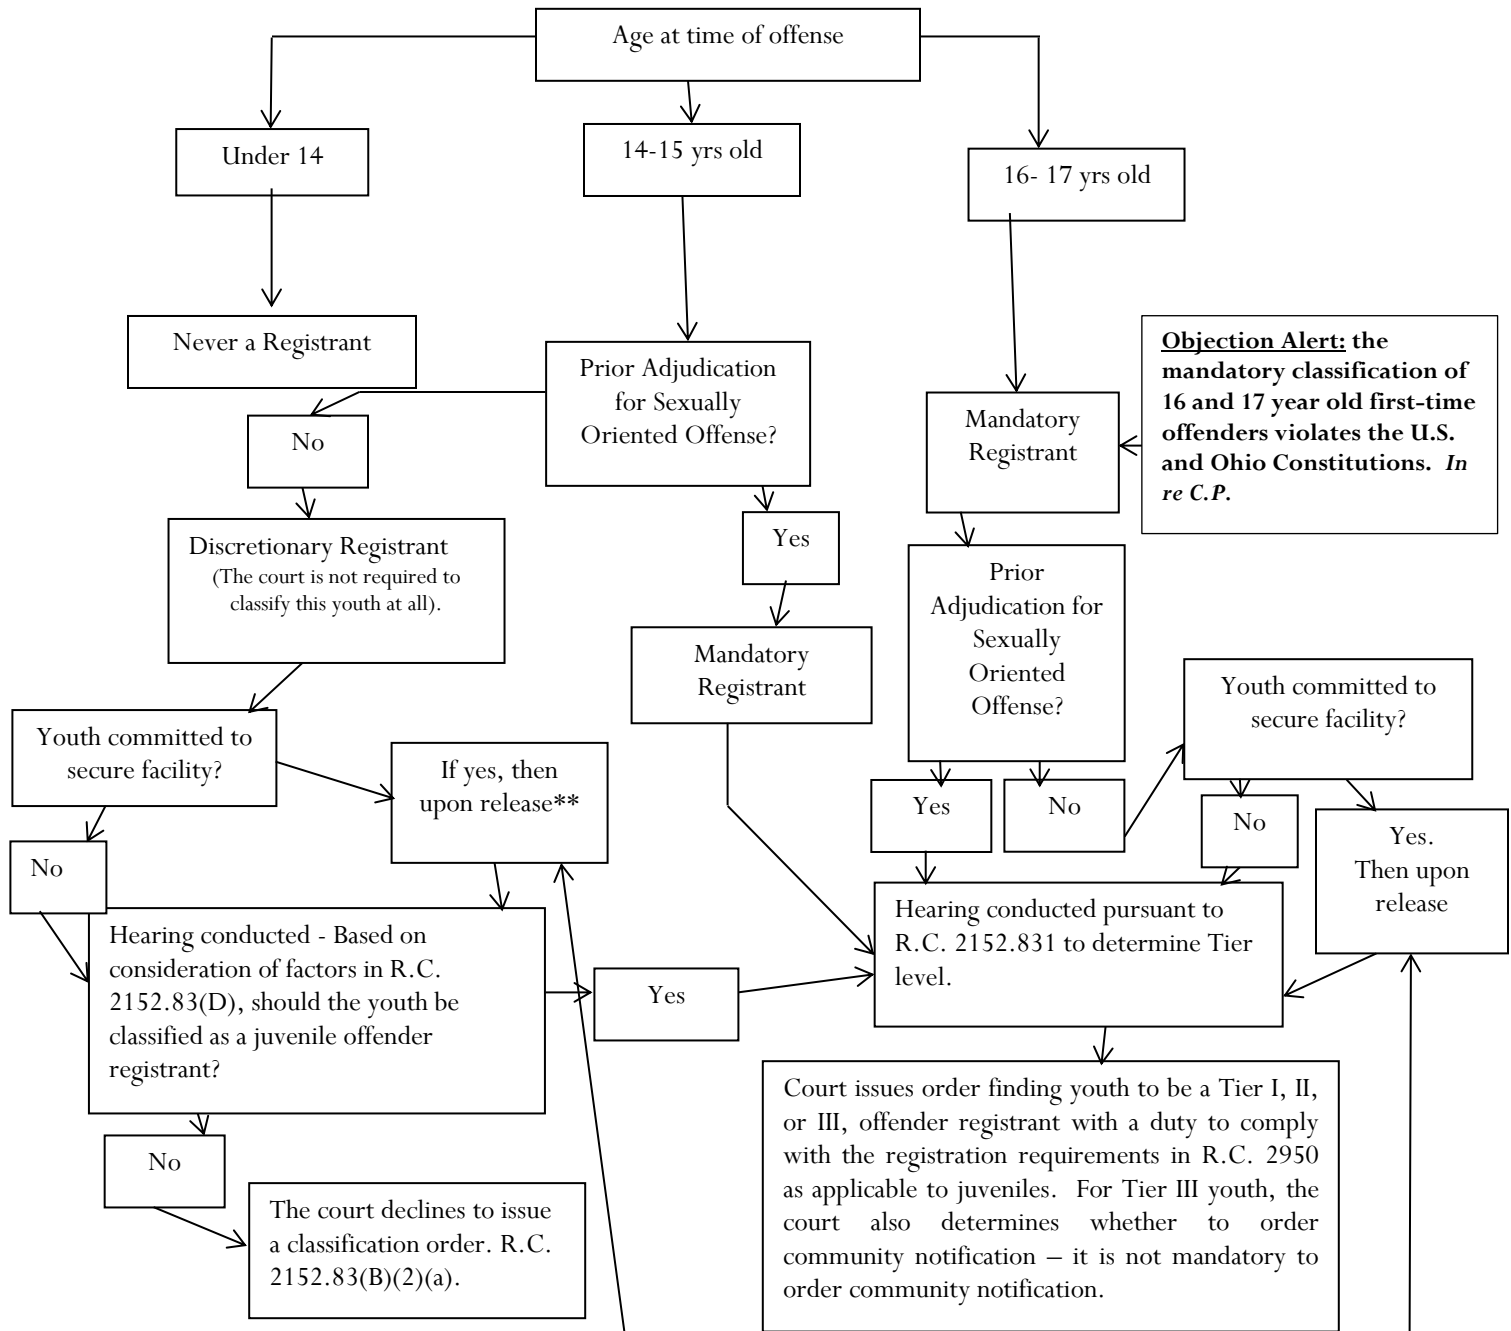 Age at time of offense
Under 14
14-15 yrs old
16- 17 yrs old
Never a Registrant
Prior Adjudication
for Sexually
Oriented Offense?
Mandatory
Registrant
Objection Alert: the
mandatory classification of
16 and 17 year old first-time
offenders violates the U.S.
and Ohio Constitutions. In
re C.P.
No
Yes
Discretionary Registrant
(The court is not required to
classify this youth at all).
Mandatory
Registrant
Prior
Adjudication for
Sexually
Oriented
Offense?
Youth committed to
secure facility?
Youth committed to
secure facility?
If yes, then
upon release**
Yes
No
No
Yes.
Then upon
release
No
Hearing conducted - Based on
consideration of factors in R.C.
2152.83(D), should the youth be
classified as a juvenile offender
registrant?
Yes
Hearing conducted pursuant to
R.C. 2152.831 to determine Tier
level.
No
The court declines to issue
a classification order. R.C.
2152.83(B)(2)(a).
Court issues order finding youth to be a Tier I, II,
or III, offender registrant with a duty to comply
with the registration requirements in R.C. 2950
as applicable to juveniles. For Tier III youth, the
court also determines whether to order
community notification – it is not mandatory to
order community notification.